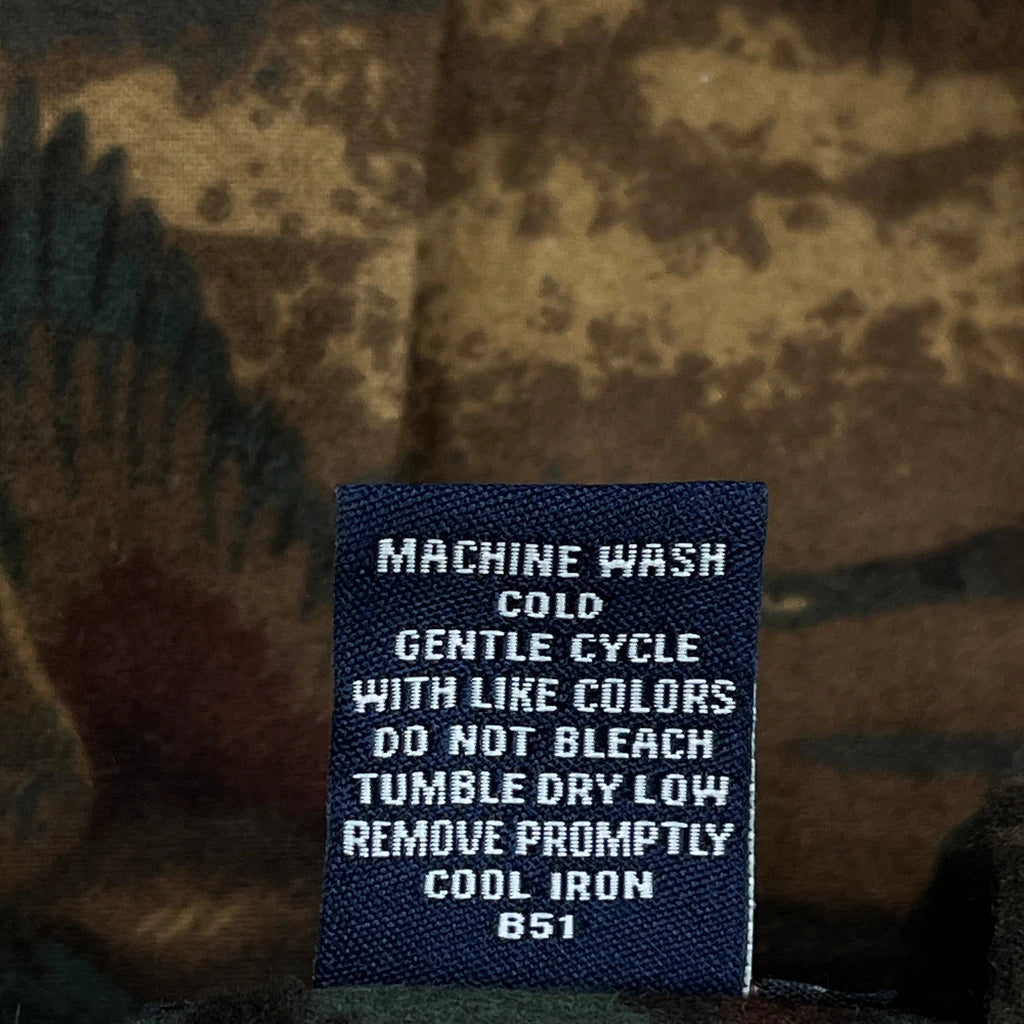 MACHINE WASH
COLD
GENTLE CYCLE
WITH LIKE COLORS
DO NOT BLEACH
TUMBLE DRY LOW
REMOVE PROMPTLY
COOL IRON
B51